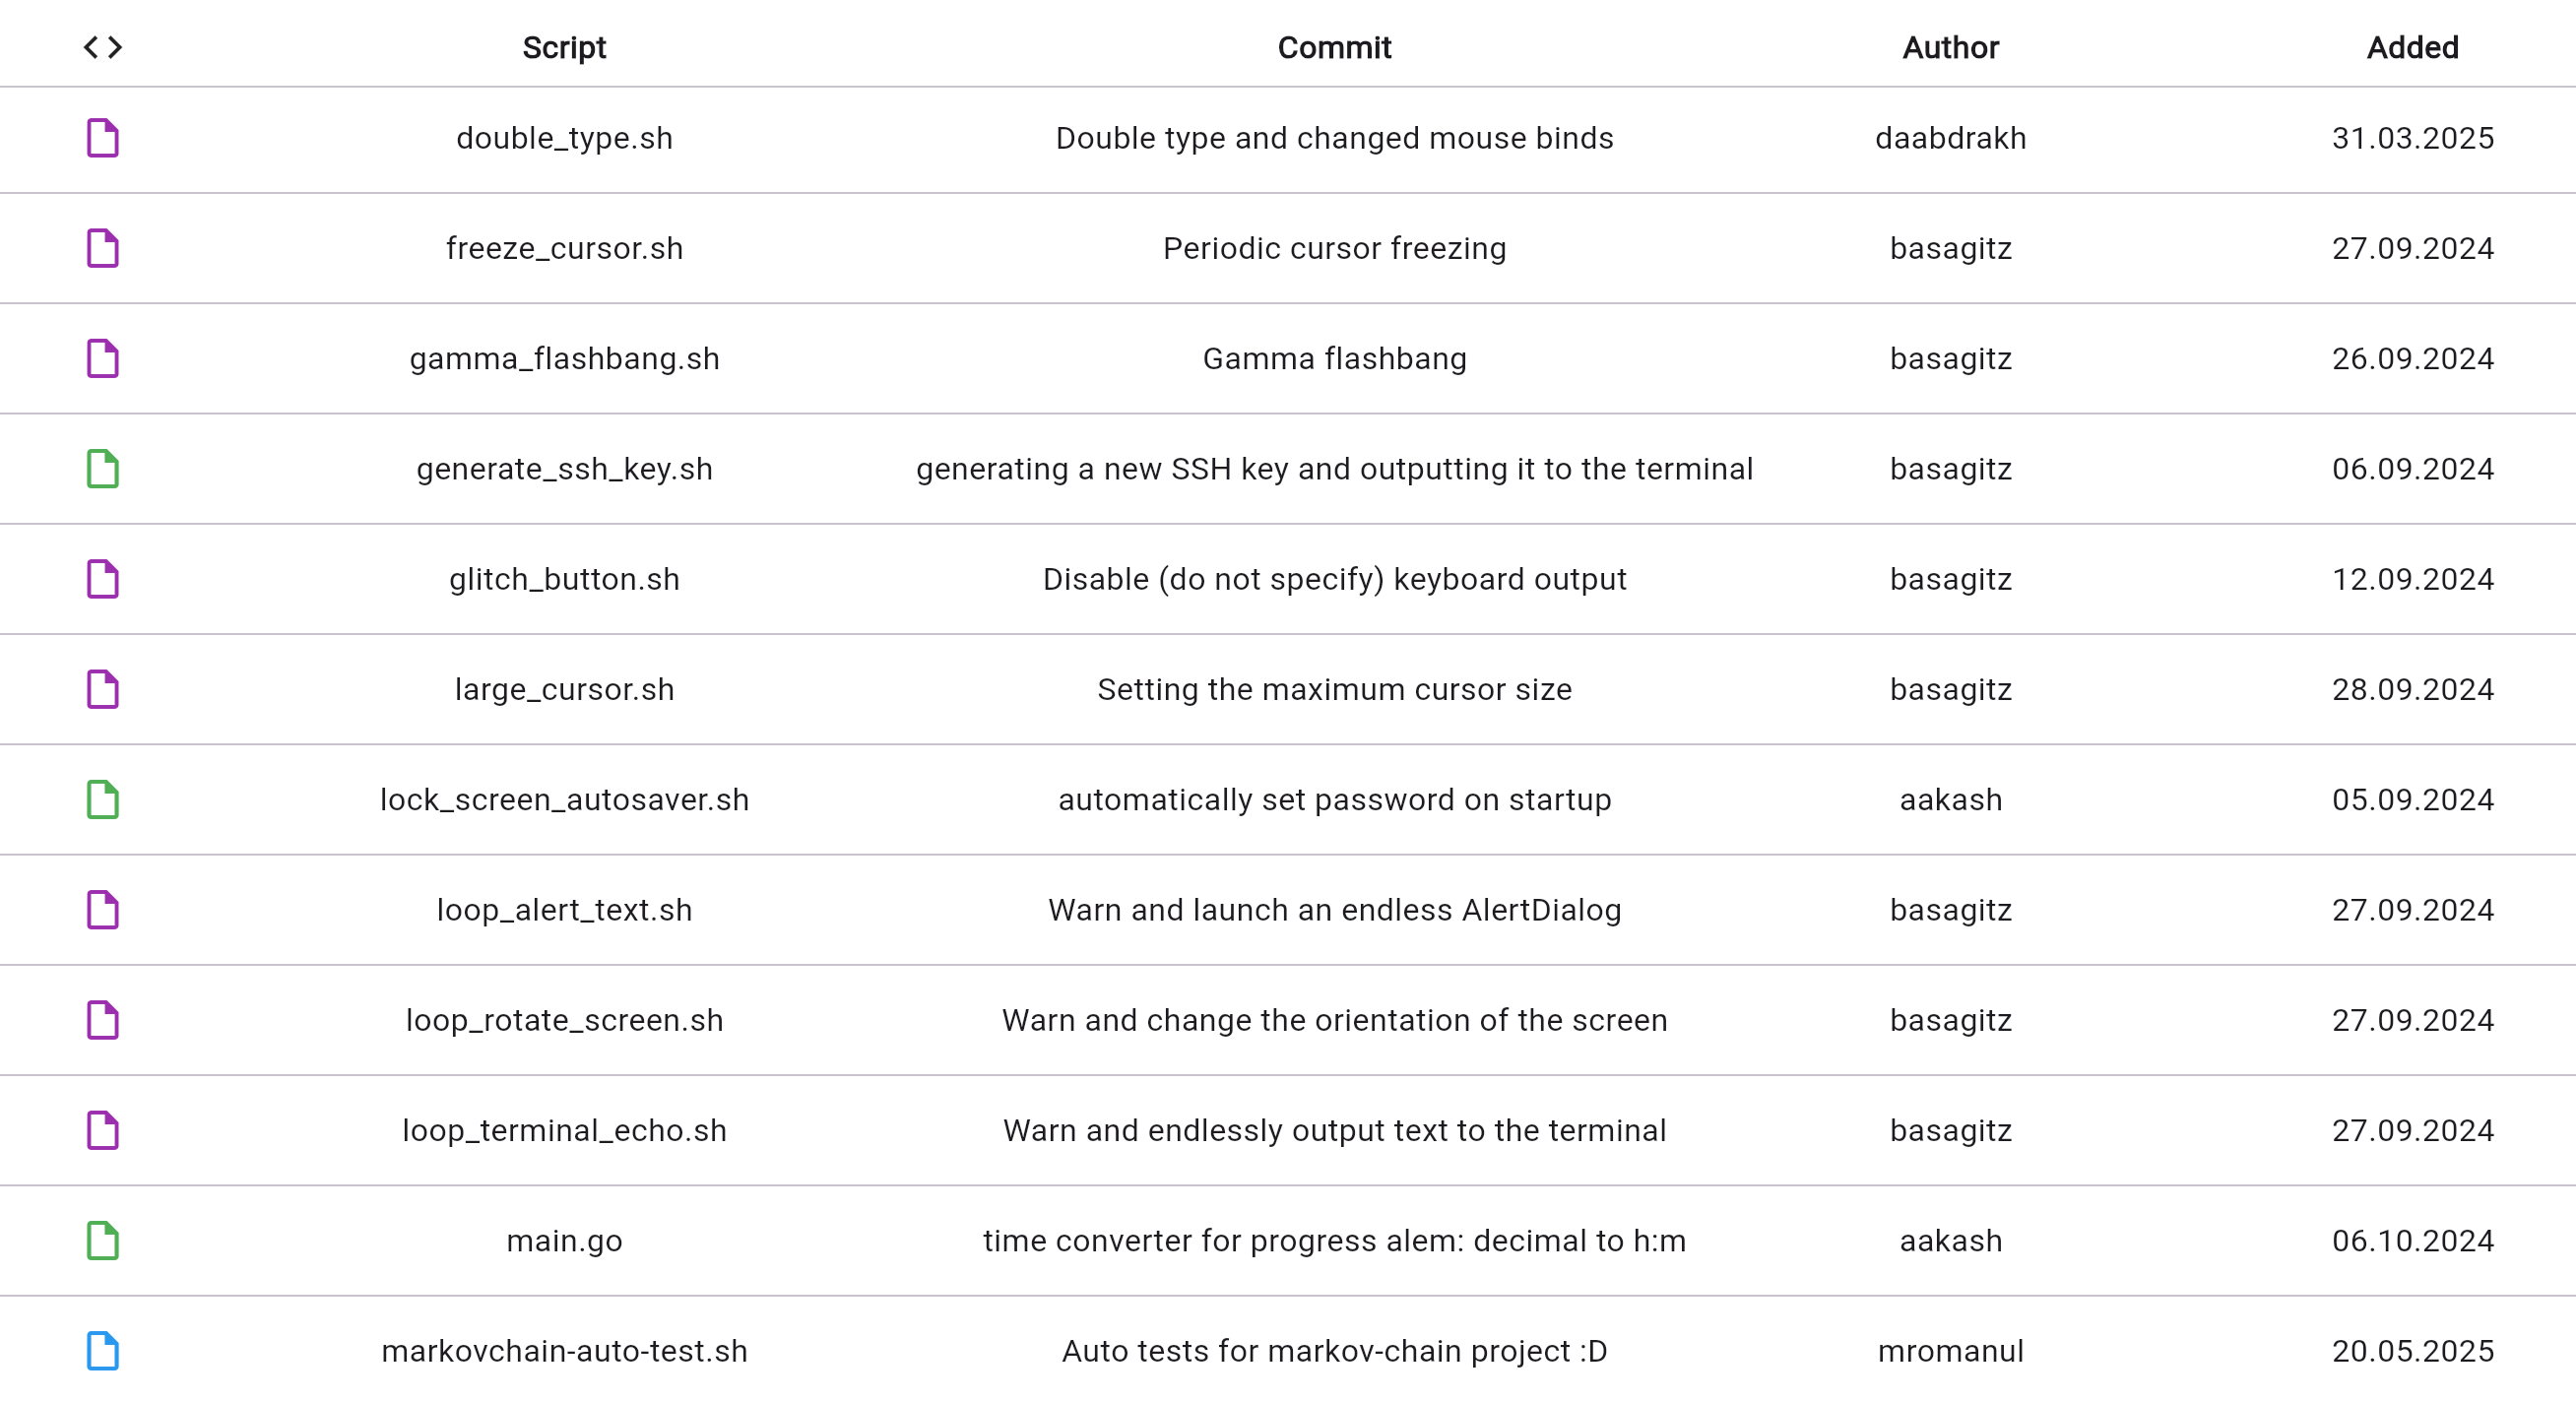 Script Commit Author Added
double_type.sh Double type and changed mouse binds daabdrakh 31.03.2025
freeze_cursor.sh Periodic cursor freezing basagitz 27.09.2024
gamma_flashbang.sh Gamma flashbang basagitz 26.09.2024
generate_ssh_key.sh generating a new SSH key and outputting it to the terminal basagitz 06.09.2024
glitch_button.sh Disable (do not specify) keyboard output basagitz 12.09.2024
large_cursor.sh Setting the maximum cursor size basagitz 28.09.2024
lock_screen_autosaver.sh automatically set password on startup aakash 05.09.2024
loop_alert_text.sh Warn and launch an endless AlertDialog basagitz 27.09.2024
loop_rotate_screen.sh Warn and change the orientation of the screen basagitz 27.09.2024
loop_terminal_echo.sh Warn and endlessly output text to the terminal basagitz 27.09.2024
main.go time converter for progress alem: decimal to h:m aakash 06.10.2024
markovchain-auto-test.sh Auto tests for markov-chain project :D mromanul 20.05.2025